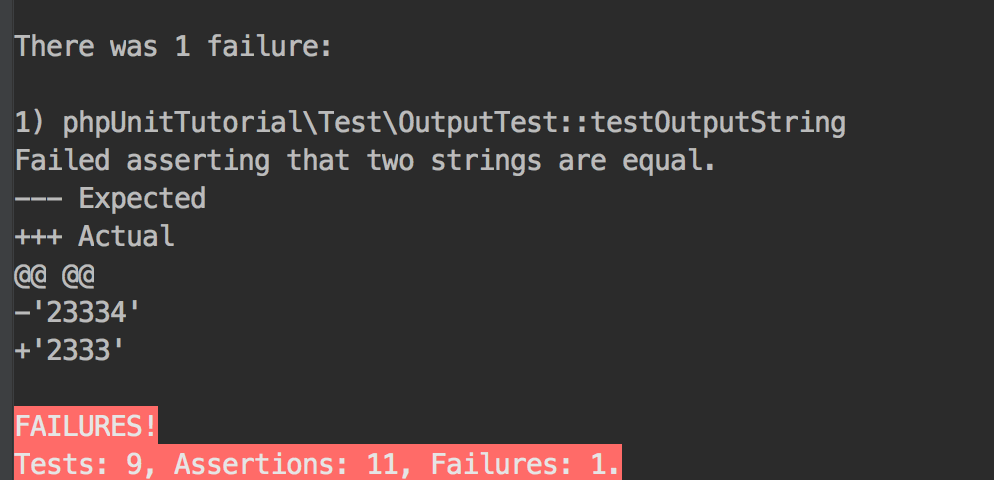 There was 1 failure:
1) phpUnitTutorial\Test\OutputTest::testOutputString
Failed asserting that two strings are equal.
--- Expected
+++ Actual
@@ @@
-'23334'
+'2333'
FAILURES!
Tests: 9, Assertions: 11, Failures: 1.